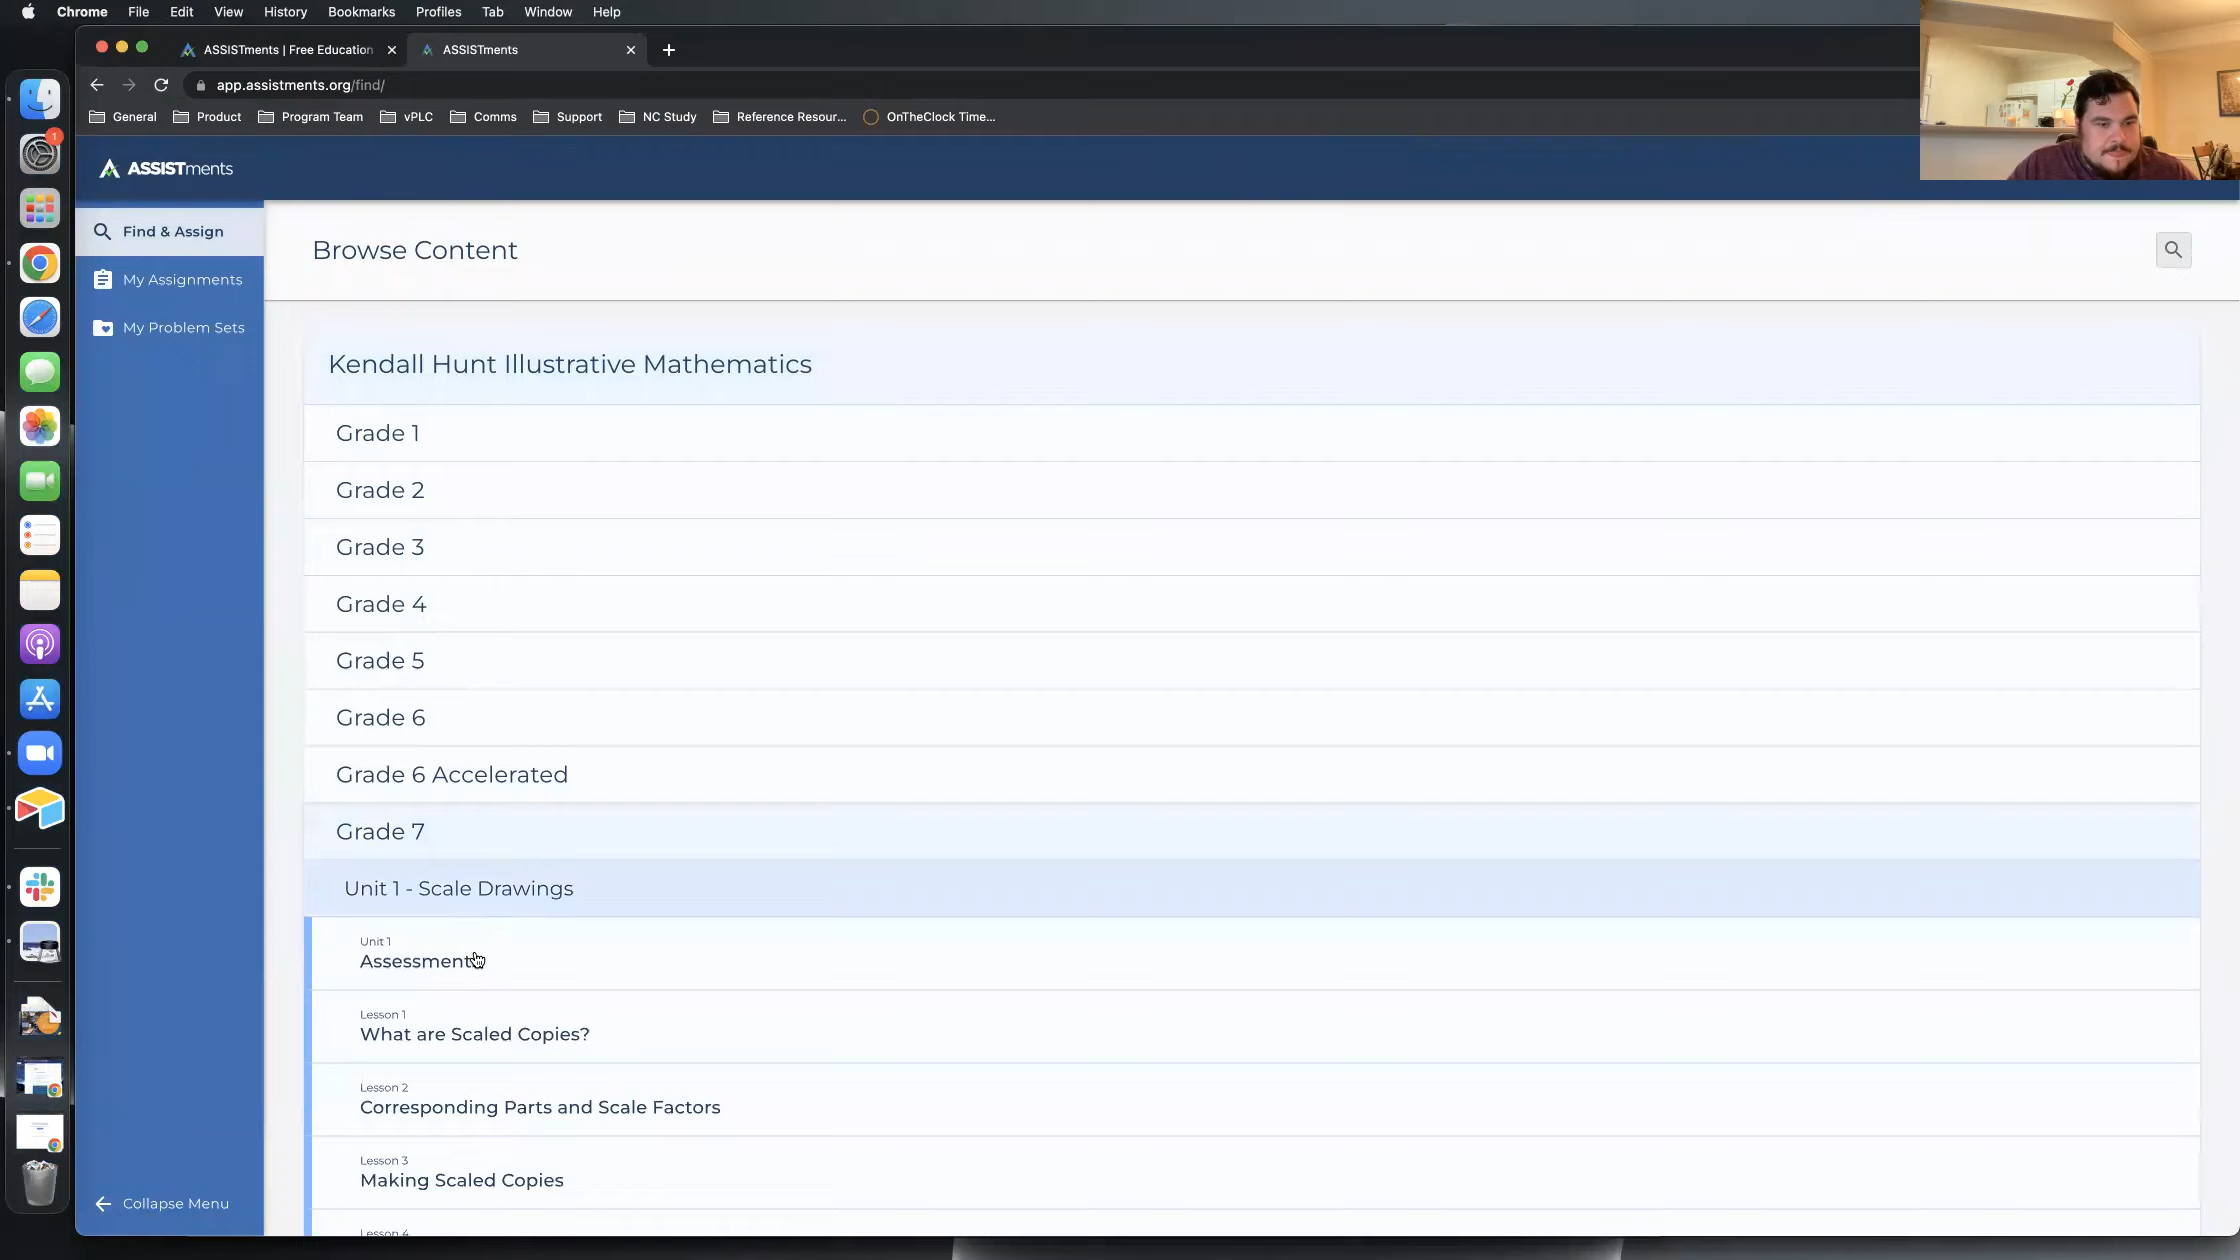 Chrome File Edit View History Bookmarks Profiles Tab Window Help
ASSISTments | Free Education
ASSISTments
app.assistments.org/find/
General Product Program Team vPLC Comms Support NC Study Reference Resour... OnTheClock Time...
1
ASSISTments
Find & Assign
My Assignments
My Problem Sets
Collapse Menu
Browse Content
Kendall Hunt Illustrative Mathematics
Grade 1
Grade 2
Grade 3
Grade 4
Grade 5
Grade 6
Grade 6 Accelerated
Grade 7
Unit 1 - Scale Drawings
Unit 1
Assessments
Lesson 1
What are Scaled Copies?
Lesson 2
Corresponding Parts and Scale Factors
Lesson 3
Making Scaled Copies
Lesson 4